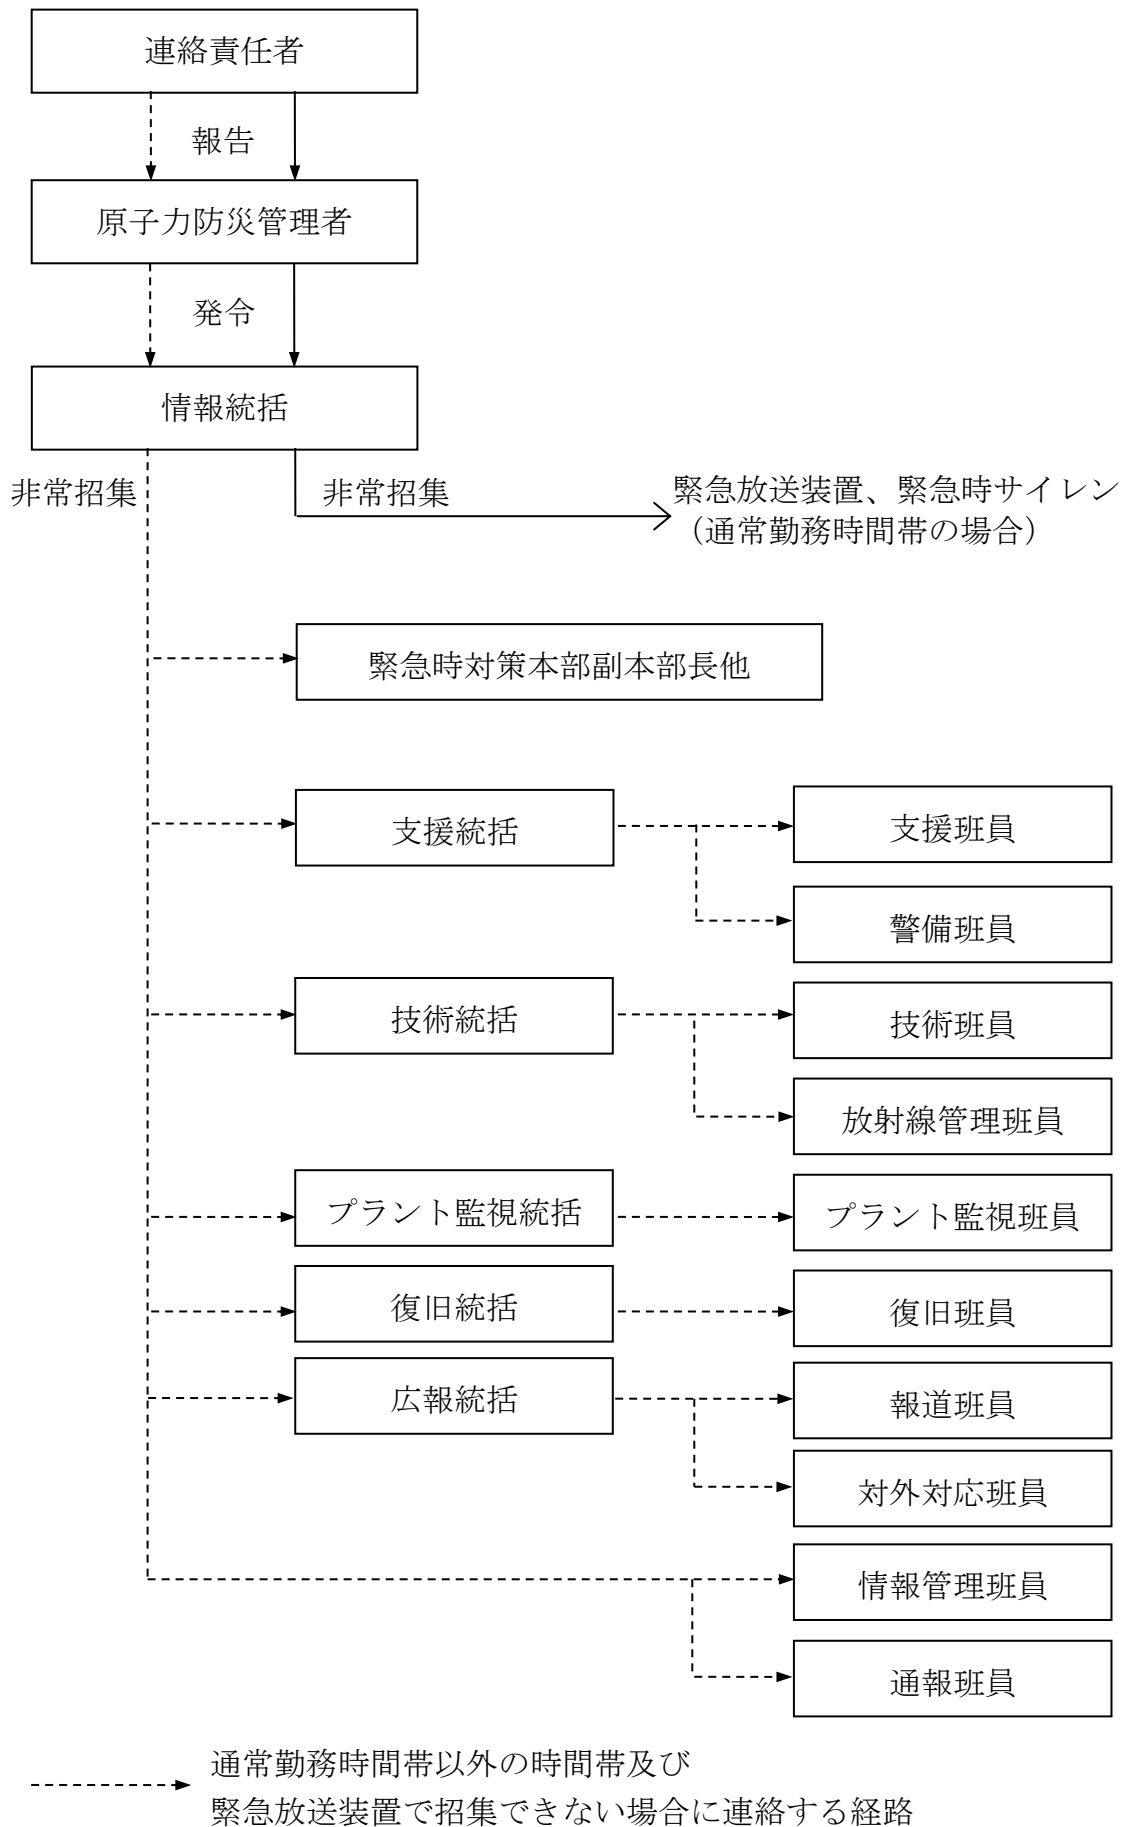 連絡責任者
報告
原子力防災管理者
発令
情報統括
非常招集
非常招集
緊急放送装置、緊急時サイレン
（通常勤務時間帯の場合）
緊急時対策本部副本部長他
支援統括
支援班員
警備班員
技術統括
技術班員
放射線管理班員
プラント監視統括
プラント監視班員
復旧統括
復旧班員
広報統括
報道班員
対外対応班員
情報管理班員
通報班員
通常勤務時間帯以外の時間帯及び
緊急放送装置で招集できない場合に連絡する経路